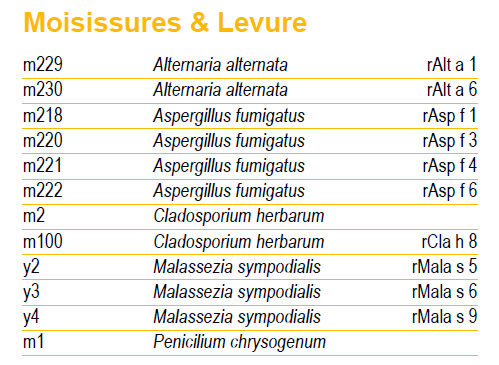 Moisissures & Levure
m229 Alternaria alternata rAlt a 1
m230 Alternaria alternata rAlt a 6
m218 Aspergillus fumigatus rAsp f 1
m220 Aspergillus fumigatus rAsp f 3
m221 Aspergillus fumigatus rAsp f 4
m222 Aspergillus fumigatus rAsp f 6
m2 Cladosporium herbarum
m100 Cladosporium herbarum rCla h 8
y2 Malassezia sympodialis rMala s 5
y3 Malassezia sympodialis rMala s 6
y4 Malassezia sympodialis rMala s 9
m1 Penicilium chrysogenum